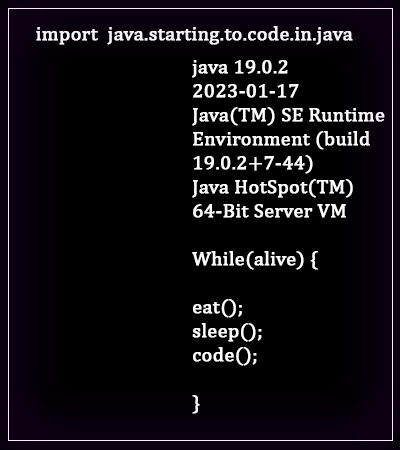 import java.starting.to.code.in.java
java 19.0.2
2023-01-17
Java(TM) SE Runtime
Environment (build
19.0.2+7-44)
Java HotSpot(TM)
64-Bit Server VM
While(alive) {
eat();
sleep();
code();
}